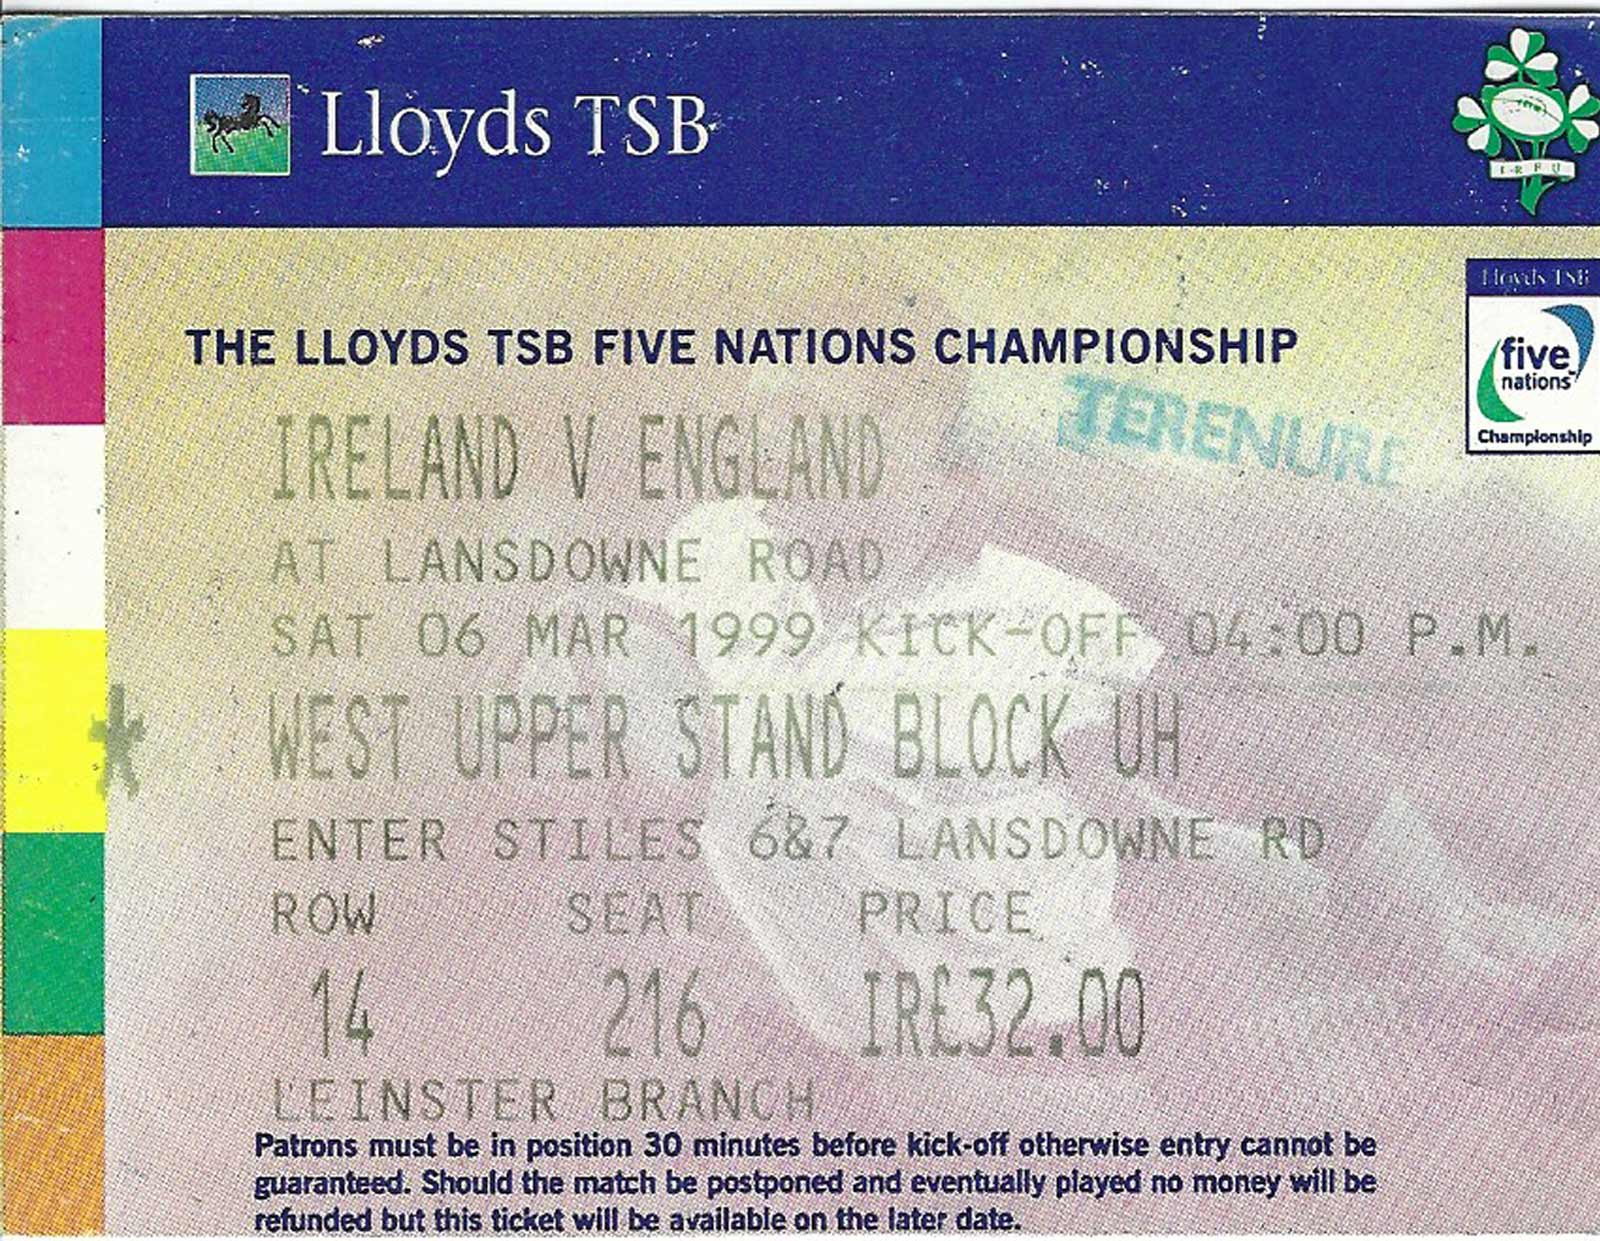 Lloyds TSB
I R F U
THE LLOYDS TSB FIVE NATIONS CHAMPIONSHIP
Lloyds TSB
five
nations
Championship
TERENURE
IRELAND V ENGLAND
AT LANSDOWNE ROAD
SAT 06 MAR 1999 KICK-OFF 04:00 P.M.
* WEST UPPER STAND BLOCK UH
ENTER STILES 6&7 LANSDOWNE RD
ROW SEAT PRICE
14 216 IR£32.00
LEINSTER BRANCH
Patrons must be in position 30 minutes before kick-off otherwise entry cannot be
guaranteed. Should the match be postponed and eventually played no money will be
refunded but this ticket will be available on the later date.